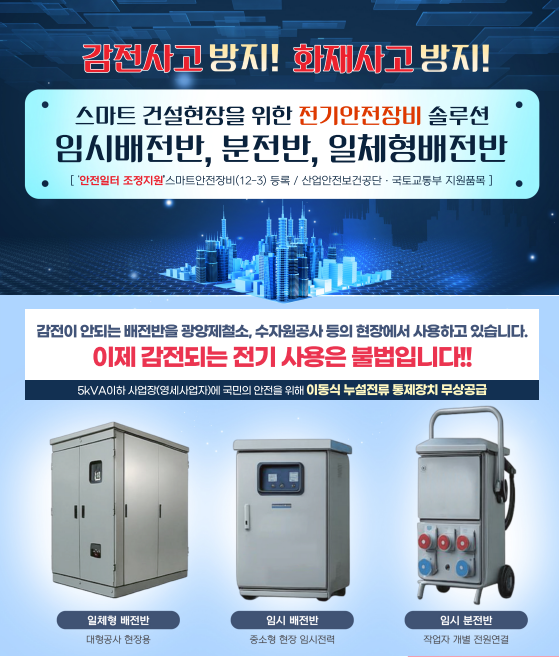 감전사고 방지! 화재사고 방지!
스마트 건설현장을 위한 전기안전장비 솔루션
임시배전반, 분전반, 일체형배전반
[ '안전일터 조정지원'스마트안전장비(12-3) 등록 / 산업안전보건공단 · 국토교통부 지원품목 ]
감전이 안되는 배전반을 광양제철소, 수자원공사 등의 현장에서 사용하고 있습니다.
이제 감전되는 전기 사용은 불법입니다!!
5kVA이하 사업장(영세사업자)에 국민의 안전을 위해 이동식 누설전류 통제장치 무상공급
일체형 배전반
대형공사 현장용
임시 배전반
중소형 현장 임시전력
임시 분전반
작업자 개별 전원연결